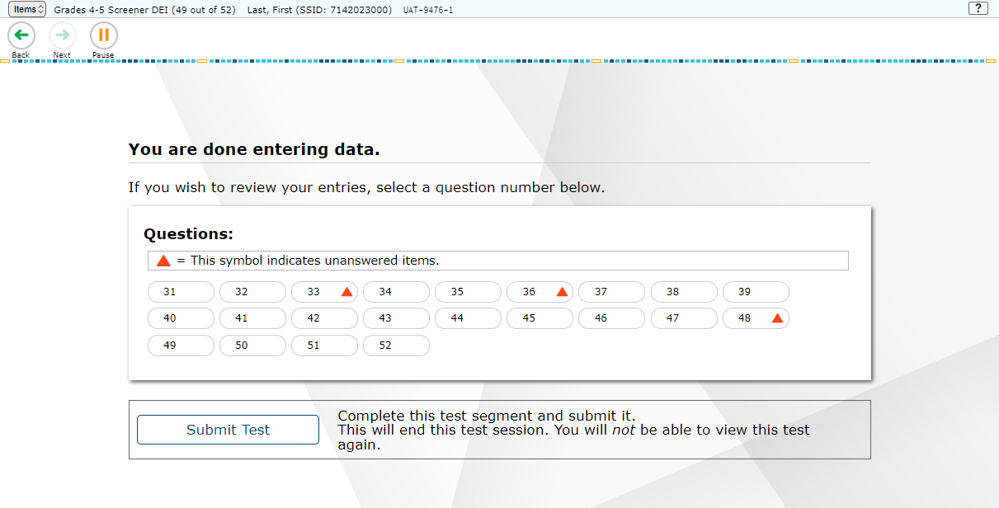 Items Grades 4-5 Screener DEI (49 out of 52) Last, First (SSID: 7142023000) UAT-9476-1 ?
Back Next Pause
You are done entering data.
If you wish to review your entries, select a question number below.
Questions:
= This symbol indicates unanswered items.
31 32 33 34 35 36 37 38 39
40 41 42 43 44 45 46 47 48
49 50 51 52
Submit Test
Complete this test segment and submit it.
This will end this test session. You will not be able to view this test
again.